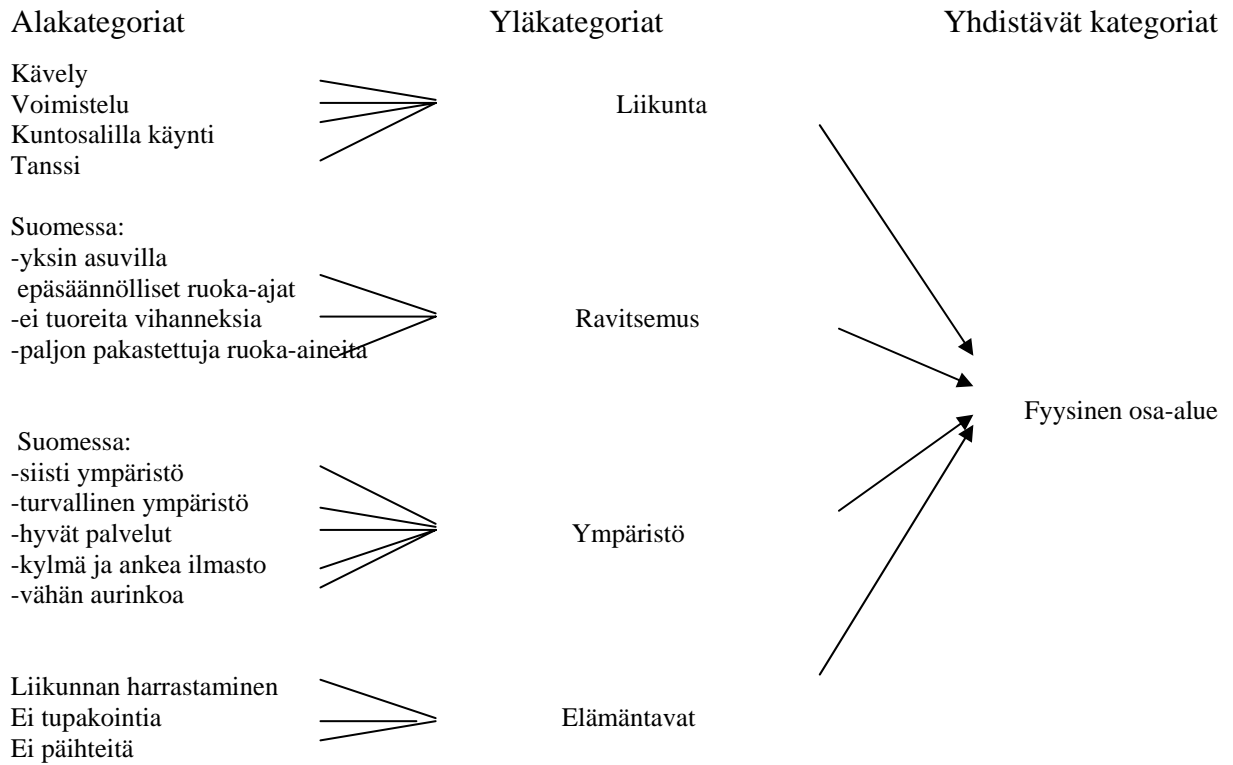 Alakategoriat Yläkategoriat Yhdistävät kategoriat
Kävely
Voimistelu Liikunta
Kuntosalilla käynti
Tanssi
Suomessa:
-yksin asuvilla
epäsäännölliset ruoka-ajat
-ei tuoreita vihanneksia Ravitsemus
-paljon pakastettuja ruoka-aineita
Fyysinen osa-alue
Suomessa:
-siisti ympäristö
-turvallinen ympäristö
-hyvät palvelut Ympäristö
-kylmä ja ankea ilmasto
-vähän aurinkoa
Liikunnan harrastaminen
Ei tupakointia Elämäntavat
Ei päihteitä